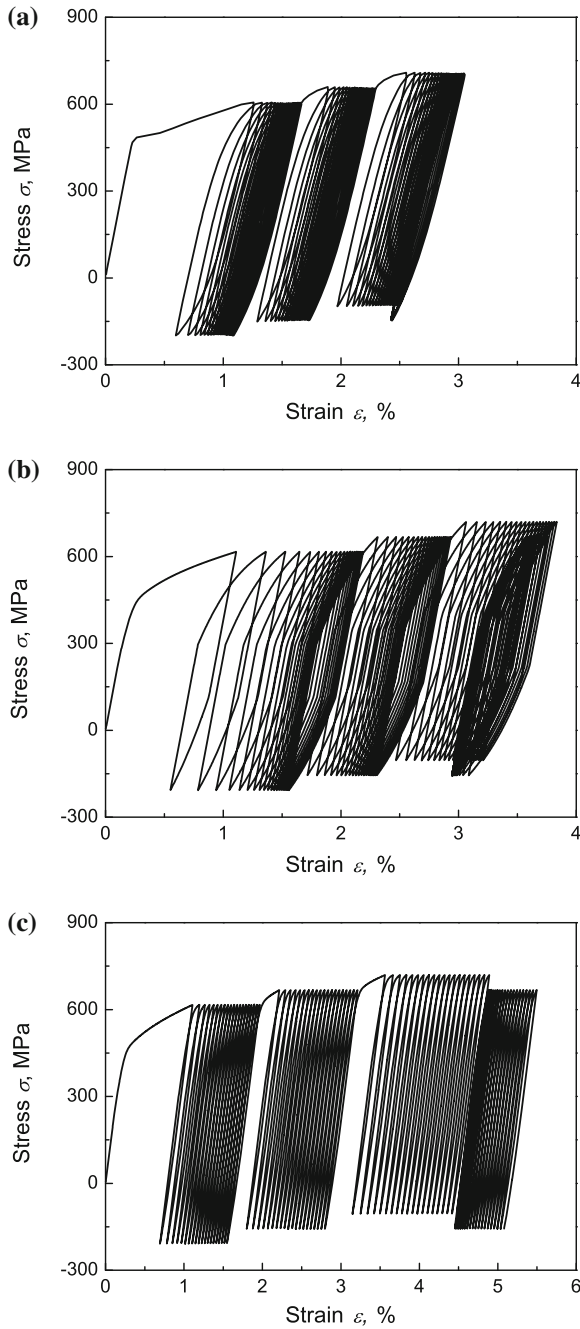 (a)
900
600
300
0
-300
Stress σ, MPa
0 1 2 3 4
Strain ε, %
(b)
900
600
300
0
-300
Stress σ, MPa
0 1 2 3 4
Strain ε, %
(c)
900
600
300
0
-300
Stress σ, MPa
0 1 2 3 4 5 6
Strain ε, %